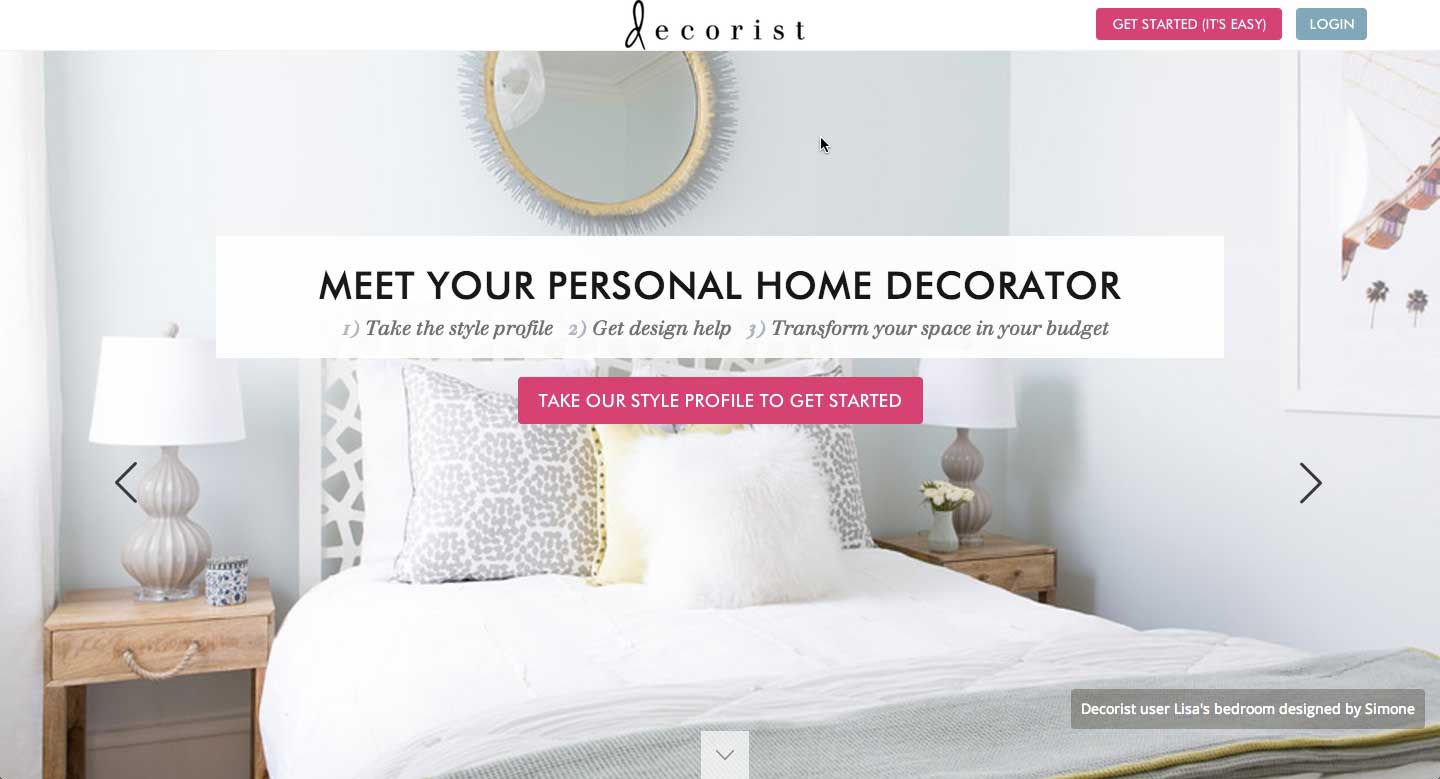 decorist
GET STARTED (IT'S EASY)
LOGIN
MEET YOUR PERSONAL HOME DECORATOR
1) Take the style profile 2) Get design help 3) Transform your space in your budget
TAKE OUR STYLE PROFILE TO GET STARTED
Decorist user Lisa's bedroom designed by Simone